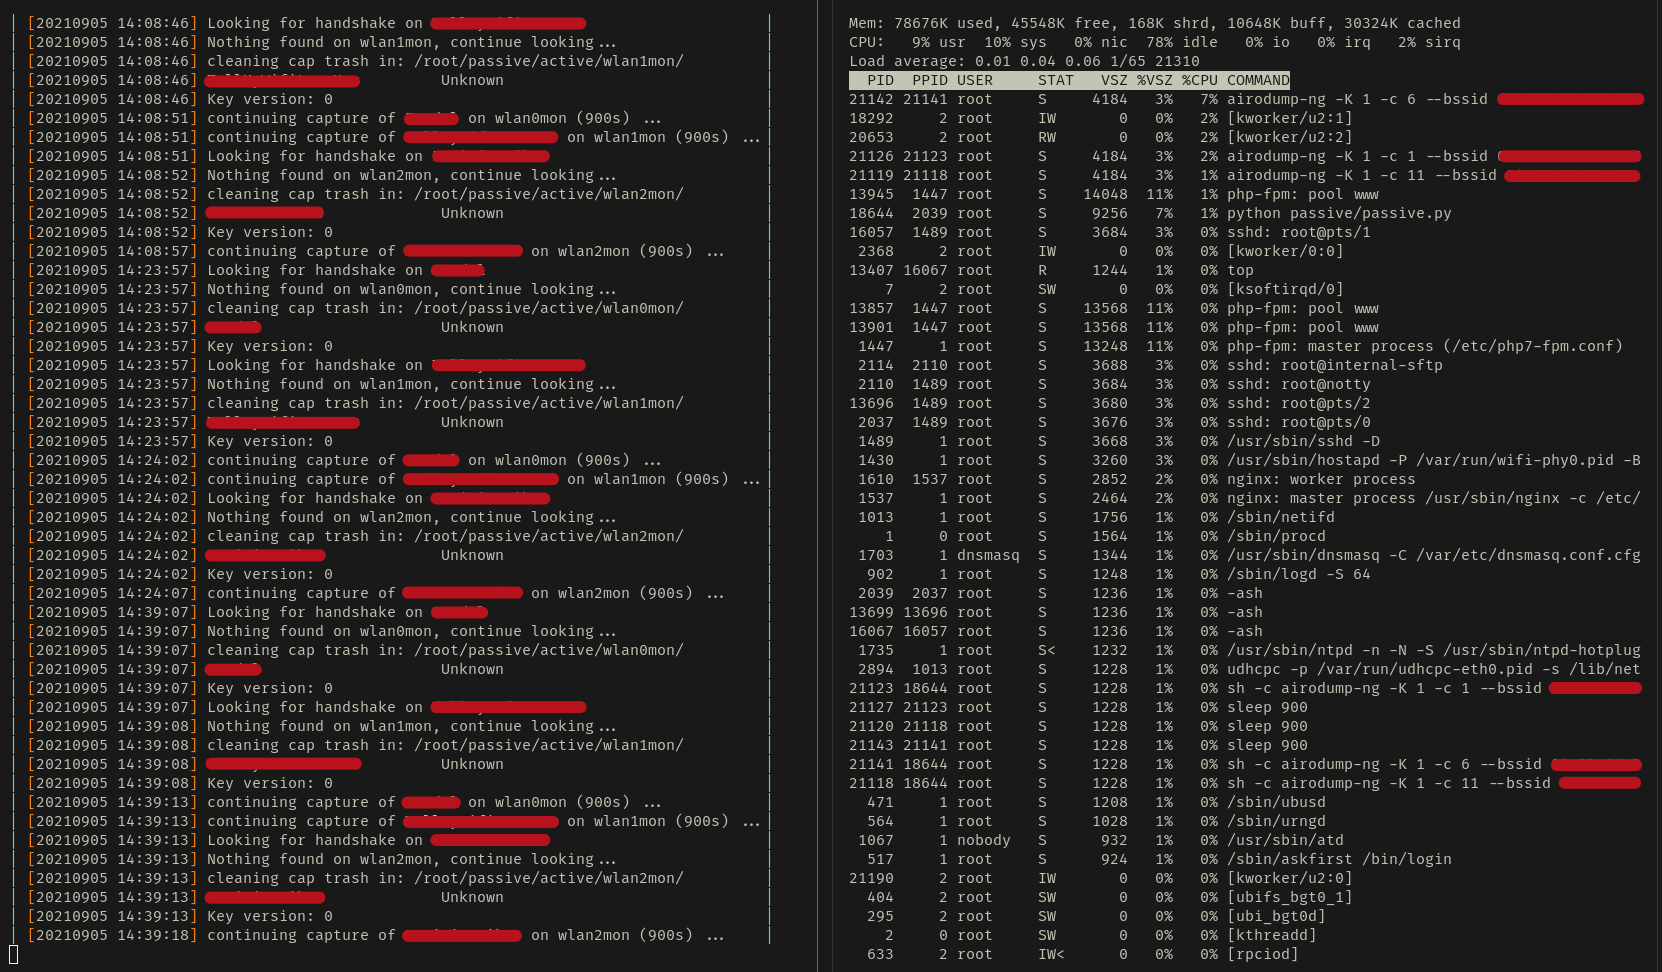 [20210905 14:08:46] Looking for handshake on
[20210905 14:08:46] Nothing found on wlan1mon, continue looking...
[20210905 14:08:46] cleaning cap trash in: /root/passive/active/wlan1mon/
[20210905 14:08:46] Unknown
[20210905 14:08:46] Key version: 0
[20210905 14:08:51] continuing capture of on wlan0mon (900s) ...
[20210905 14:08:51] continuing capture of on wlan1mon (900s) ...
[20210905 14:08:51] Looking for handshake on
[20210905 14:08:52] Nothing found on wlan2mon, continue looking...
[20210905 14:08:52] cleaning cap trash in: /root/passive/active/wlan2mon/
[20210905 14:08:52] Unknown
[20210905 14:08:52] Key version: 0
[20210905 14:08:57] continuing capture of on wlan2mon (900s) ...
[20210905 14:23:57] Looking for handshake on
[20210905 14:23:57] Nothing found on wlan0mon, continue looking...
[20210905 14:23:57] cleaning cap trash in: /root/passive/active/wlan0mon/
[20210905 14:23:57] Unknown
[20210905 14:23:57] Key version: 0
[20210905 14:23:57] Looking for handshake on
[20210905 14:23:57] Nothing found on wlan1mon, continue looking...
[20210905 14:23:57] cleaning cap trash in: /root/passive/active/wlan1mon/
[20210905 14:23:57] Unknown
[20210905 14:23:57] Key version: 0
[20210905 14:24:02] continuing capture of on wlan0mon (900s) ...
[20210905 14:24:02] continuing capture of on wlan1mon (900s) ...
[20210905 14:24:02] Looking for handshake on
[20210905 14:24:02] Nothing found on wlan2mon, continue looking...
[20210905 14:24:02] cleaning cap trash in: /root/passive/active/wlan2mon/
[20210905 14:24:02] Unknown
[20210905 14:24:02] Key version: 0
[20210905 14:24:07] continuing capture of on wlan2mon (900s) ...
[20210905 14:39:07] Looking for handshake on
[20210905 14:39:07] Nothing found on wlan0mon, continue looking...
[20210905 14:39:07] cleaning cap trash in: /root/passive/active/wlan0mon/
[20210905 14:39:07] Unknown
[20210905 14:39:07] Key version: 0
[20210905 14:39:07] Looking for handshake on
[20210905 14:39:08] Nothing found on wlan1mon, continue looking...
[20210905 14:39:08] cleaning cap trash in: /root/passive/active/wlan1mon/
[20210905 14:39:08] Unknown
[20210905 14:39:08] Key version: 0
[20210905 14:39:13] continuing capture of on wlan0mon (900s) ...
[20210905 14:39:13] continuing capture of on wlan1mon (900s) ...
[20210905 14:39:13] Looking for handshake on
[20210905 14:39:13] Nothing found on wlan2mon, continue looking...
[20210905 14:39:13] cleaning cap trash in: /root/passive/active/wlan2mon/
[20210905 14:39:13] Unknown
[20210905 14:39:13] Key version: 0
[20210905 14:39:18] continuing capture of on wlan2mon (900s) ...
Mem: 78676K used, 45548K free, 168K shrd, 10648K buff, 30324K cached
CPU: 9% usr 10% sys 0% nic 78% idle 0% io 0% irq 2% sirq
Load average: 0.01 0.04 0.06 1/65 21310
PID PPID USER STAT VSZ %VSZ %CPU COMMAND
21142 21141 root S 4184 3% 7% airodump-ng -K 1 -c 6 --bssid
18292 2 root IW 0 0% 2% [kworker/u2:1]
20653 2 root RW 0 0% 2% [kworker/u2:2]
21126 21123 root S 4184 3% 2% airodump-ng -K 1 -c 1 --bssid
21119 21118 root S 4184 3% 1% airodump-ng -K 1 -c 11 --bssid
13945 1447 root S 14048 11% 1% php-fpm: pool www
18644 2039 root S 9256 7% 1% python passive/passive.py
16057 1489 root S 3684 3% 0% sshd: root@pts/1
2368 2 root IW 0 0% 0% [kworker/0:0]
13407 16067 root R 1244 1% 0% top
7 2 root SW 0 0% 0% [ksoftirqd/0]
13857 1447 root S 13568 11% 0% php-fpm: pool www
13901 1447 root S 13568 11% 0% php-fpm: pool www
1447 1 root S 13248 11% 0% php-fpm: master process (/etc/php7-fpm.conf)
2114 2110 root S 3688 3% 0% sshd: root@internal-sftp
2110 1489 root S 3684 3% 0% sshd: root@notty
13696 1489 root S 3680 3% 0% sshd: root@pts/2
2037 1489 root S 3676 3% 0% sshd: root@pts/0
1489 1 root S 3668 3% 0% /usr/sbin/sshd -D
1430 1 root S 3260 3% 0% /usr/sbin/hostapd -P /var/run/wifi-phy0.pid -B
1610 1537 root S 2852 2% 0% nginx: worker process
1537 1 root S 2464 2% 0% nginx: master process /usr/sbin/nginx -c /etc/
1013 1 root S 1756 1% 0% /sbin/netifd
1 0 root S 1564 1% 0% /sbin/procd
1703 1 dnsmasq S 1344 1% 0% /usr/sbin/dnsmasq -C /var/etc/dnsmasq.conf.cfg
902 1 root S 1248 1% 0% /sbin/logd -S 64
2039 2037 root S 1236 1% 0% -ash
13699 13696 root S 1236 1% 0% -ash
16067 16057 root S 1236 1% 0% -ash
1735 1 root S< 1232 1% 0% /usr/sbin/ntpd -n -N -S /usr/sbin/ntpd-hotplug
2894 1013 root S 1228 1% 0% udhcpc -p /var/run/udhcpc-eth0.pid -s /lib/net
21123 18644 root S 1228 1% 0% sh -c airodump-ng -K 1 -c 1 --bssid
21127 21123 root S 1228 1% 0% sleep 900
21120 21118 root S 1228 1% 0% sleep 900
21143 21141 root S 1228 1% 0% sleep 900
21141 18644 root S 1228 1% 0% sh -c airodump-ng -K 1 -c 6 --bssid
21118 18644 root S 1228 1% 0% sh -c airodump-ng -K 1 -c 11 --bssid
471 1 root S 1208 1% 0% /sbin/ubusd
564 1 root S 1028 1% 0% /sbin/urngd
1067 1 nobody S 932 1% 0% /usr/sbin/atd
517 1 root S 924 1% 0% /sbin/askfirst /bin/login
21190 2 root IW 0 0% 0% [kworker/u2:0]
404 2 root SW 0 0% 0% [ubifs_bgt0_1]
295 2 root SW 0 0% 0% [ubi_bgt0d]
2 0 root SW 0 0% 0% [kthreadd]
633 2 root IW< 0 0% 0% [rpciod]